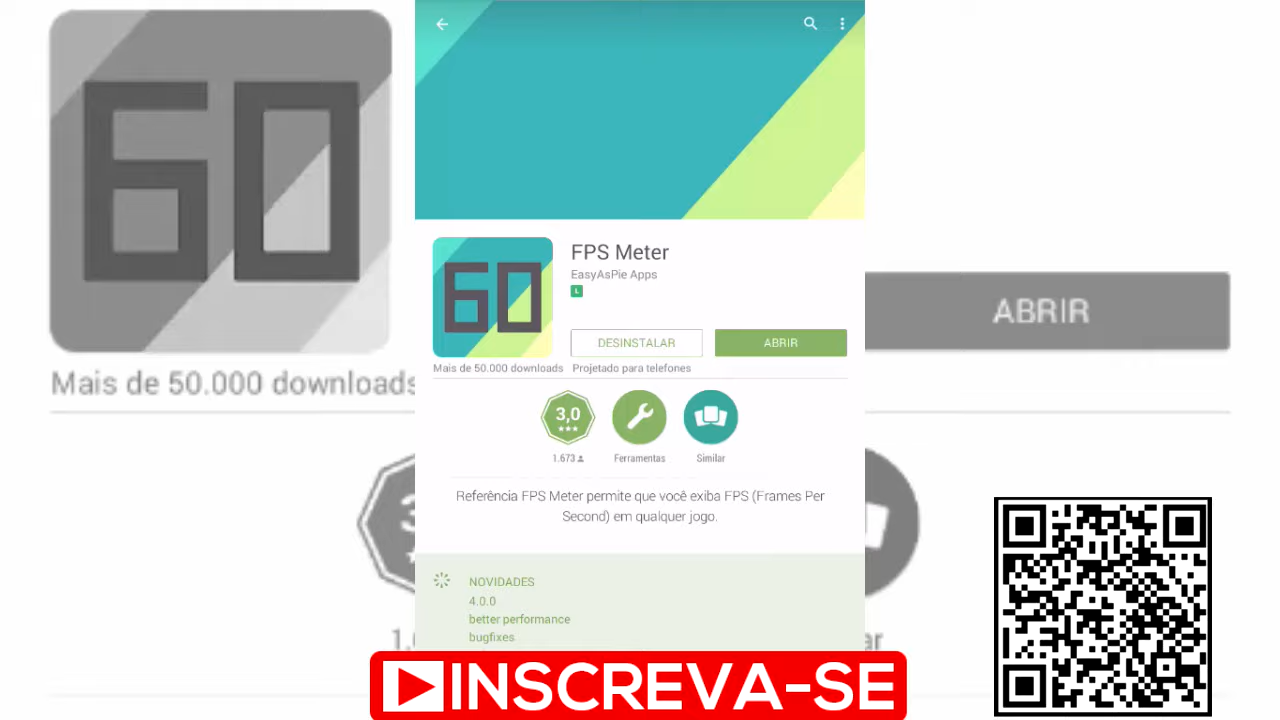 60
Mais de 50.000 downloads
ABRIR
FPS Meter
EasyAsPie Apps
L
60
DESINSTALAR
ABRIR
Mais de 50.000 downloads
Projetado para telefones
3,0
1.673
Ferramentas
Similar
Referência FPS Meter permite que você exiba FPS (Frames Per
Second) em qualquer jogo.
NOVIDADES
4.0.0
better performance
bugfixes
INSCREVA-SE